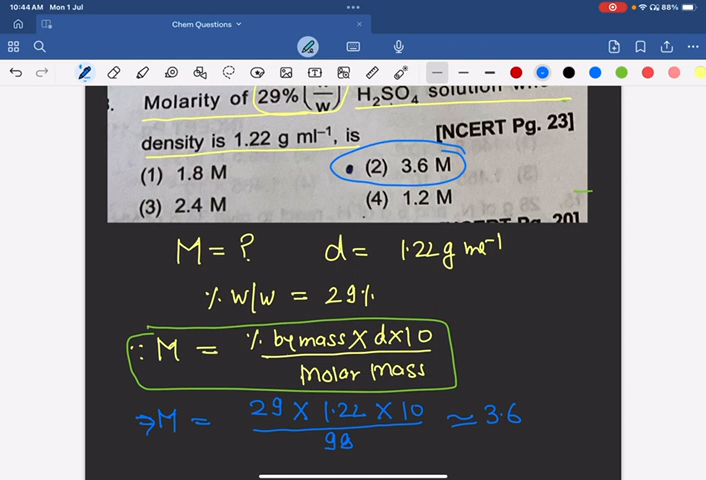 10:44 AM Mon 1 Jul
88%
Chem Questions
Molarity of 29% (w/w) H₂SO₄ solution
density is 1.22 g ml⁻¹, is [NCERT Pg. 23]
(1) 1.8 M (2) 3.6 M
(3) 2.4 M (4) 1.2 M
M = ? d = 1.22 g ml⁻¹
% w/w = 29%
∵ M = % by mass × d × 10 / Molar Mass
⇒ M = 29 × 1.22 × 10 / 98 ≃ 3.6